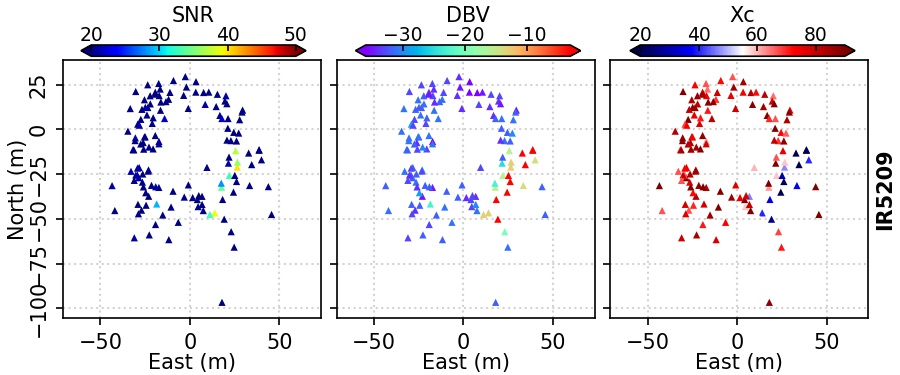 SNR DBV Xc
20 30 40 50 −30 −20 −10 20 40 60 80
25
0
−25
−50
−75
−100
North (m)
−50 0 50 −50 0 50 −50 0 50
East (m) East (m) East (m)
IR5209